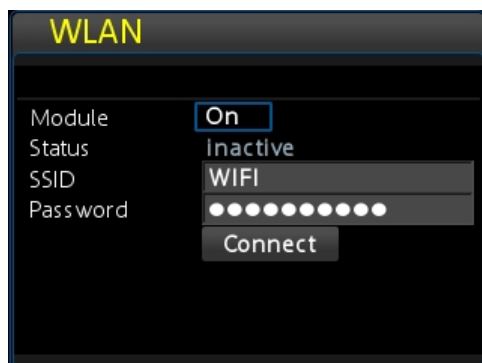 WLAN
Module On
Status inactive
SSID WIFI
Password ●●●●●●●●●●
Connect